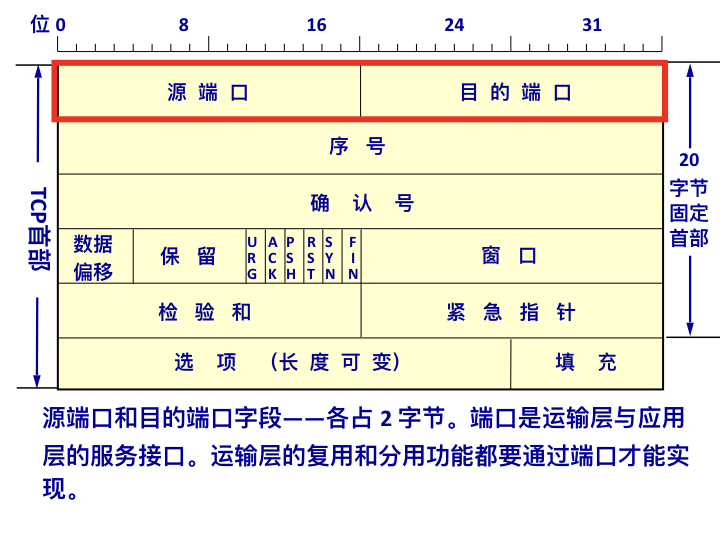 位 0 8 16 24 31
源 端 口 目 的 端 口
序 号
确 认 号
数据偏移 保 留 URG ACK PSH RST SYN FIN 窗 口
检 验 和 紧 急 指 针
选 项 （长 度 可 变） 填 充
TCP首部
20
字节
固定
首部
源端口和目的端口字段——各占 2 字节。端口是运输层与应用
层的服务接口。运输层的复用和分用功能都要通过端口才能实
现。